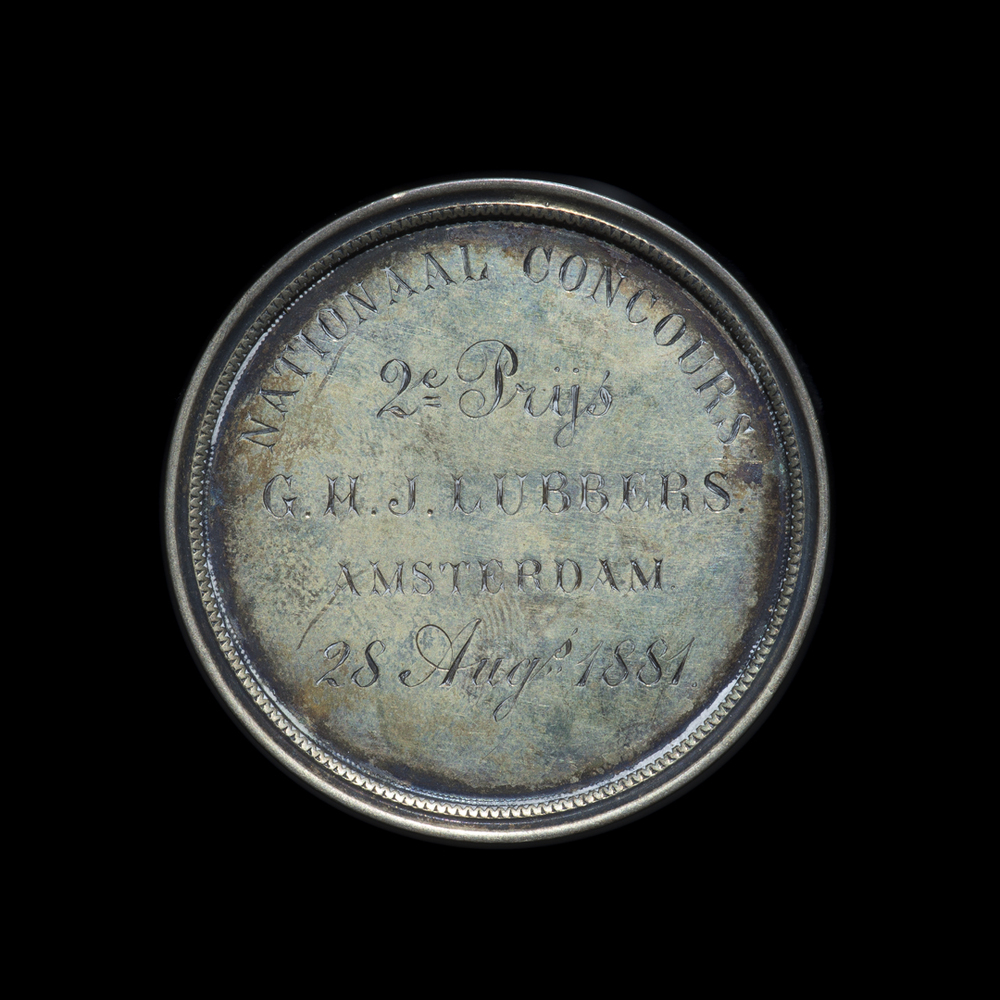 NATIONAAL CONCOURS
2e Prijs
G.H.J. LUBBERS.
AMSTERDAM
28 Augs. 1881.